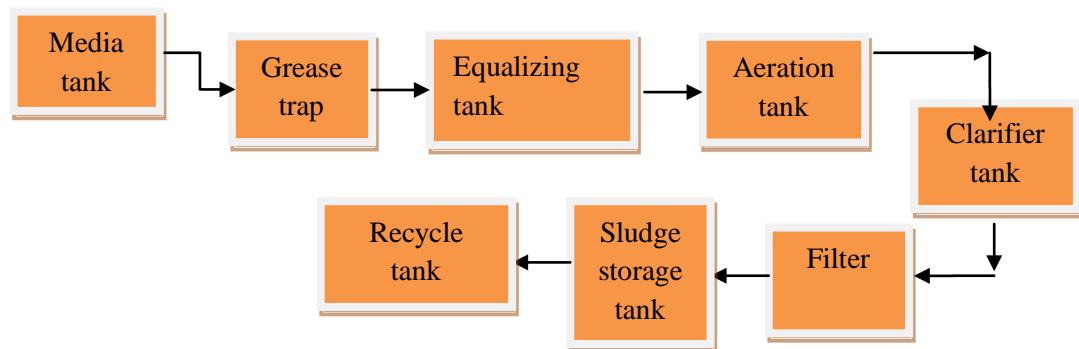 Media
tank
Grease
trap
Equalizing
tank
Aeration
tank
Clarifier
tank
Filter
Sludge
storage
tank
Recycle
tank